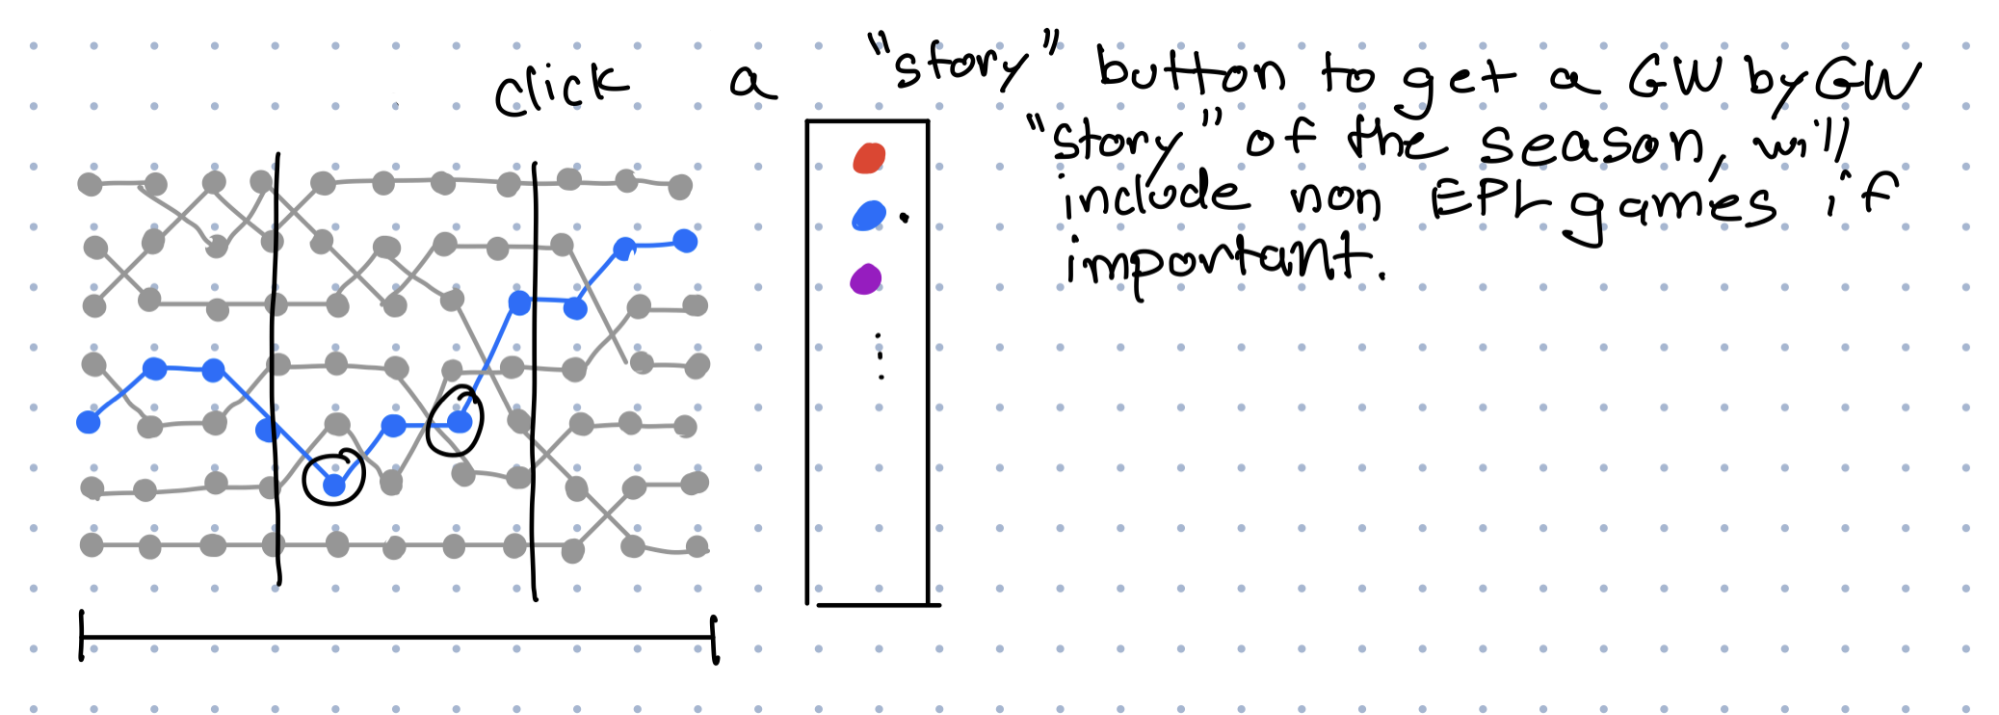 click a "story" button to get a GW by GW
"story" of the season, will
include non EPL games if
important.